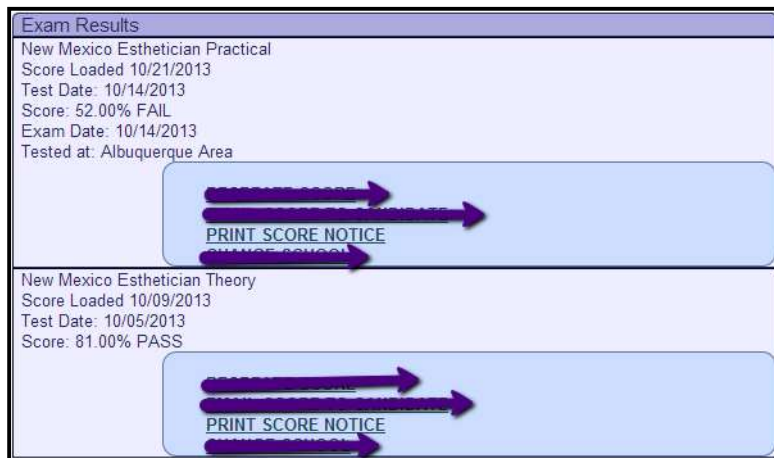 Exam Results
New Mexico Esthetician Practical
Score Loaded 10/21/2013
Test Date: 10/14/2013
Score: 52.00% FAIL
Exam Date: 10/14/2013
Tested at: Albuquerque Area
PRINT SCORE NOTICE
New Mexico Esthetician Theory
Score Loaded 10/09/2013
Test Date: 10/05/2013
Score: 81.00% PASS
PRINT SCORE NOTICE